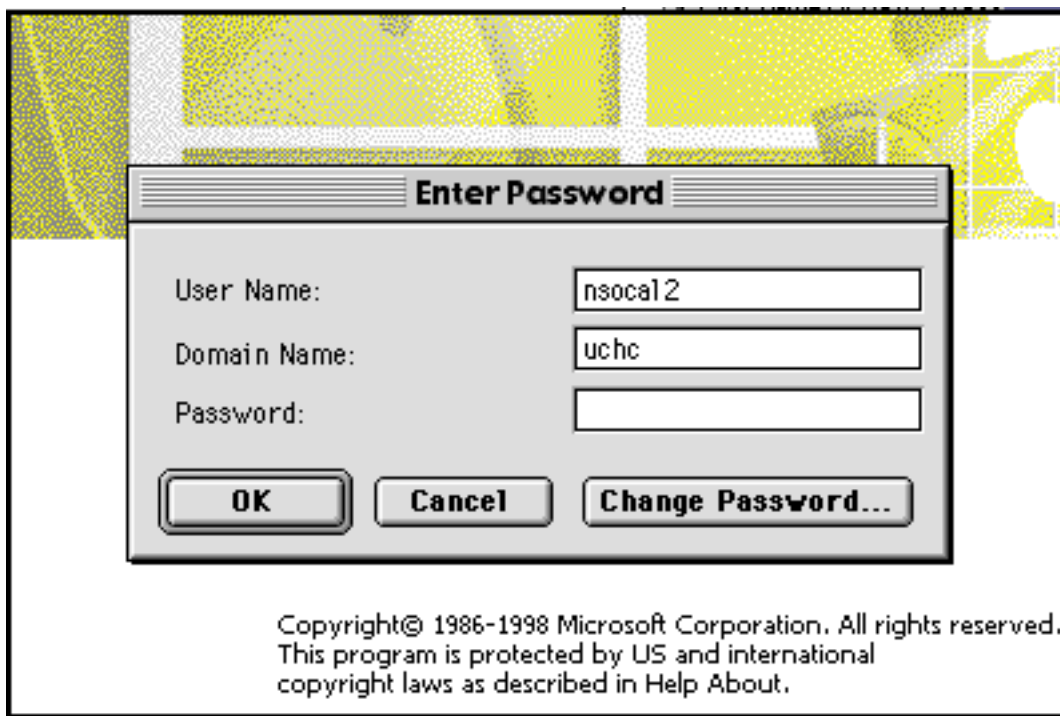 Enter Password
User Name: nsocal2
Domain Name: uchc
Password:
OK Cancel Change Password...
Copyright© 1986-1998 Microsoft Corporation. All rights reserved.
This program is protected by US and international
copyright laws as described in Help About.